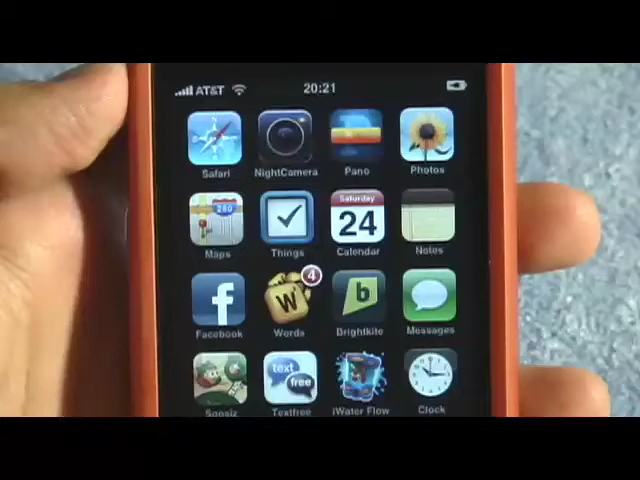 AT&T 20:21
Safari NightCamera Pano Photos
280
Saturday
24
Maps Things Calendar Notes
f W 4 b
Facebook Words Brightkite Messages
text
free
Textfree iWater Flow Clock